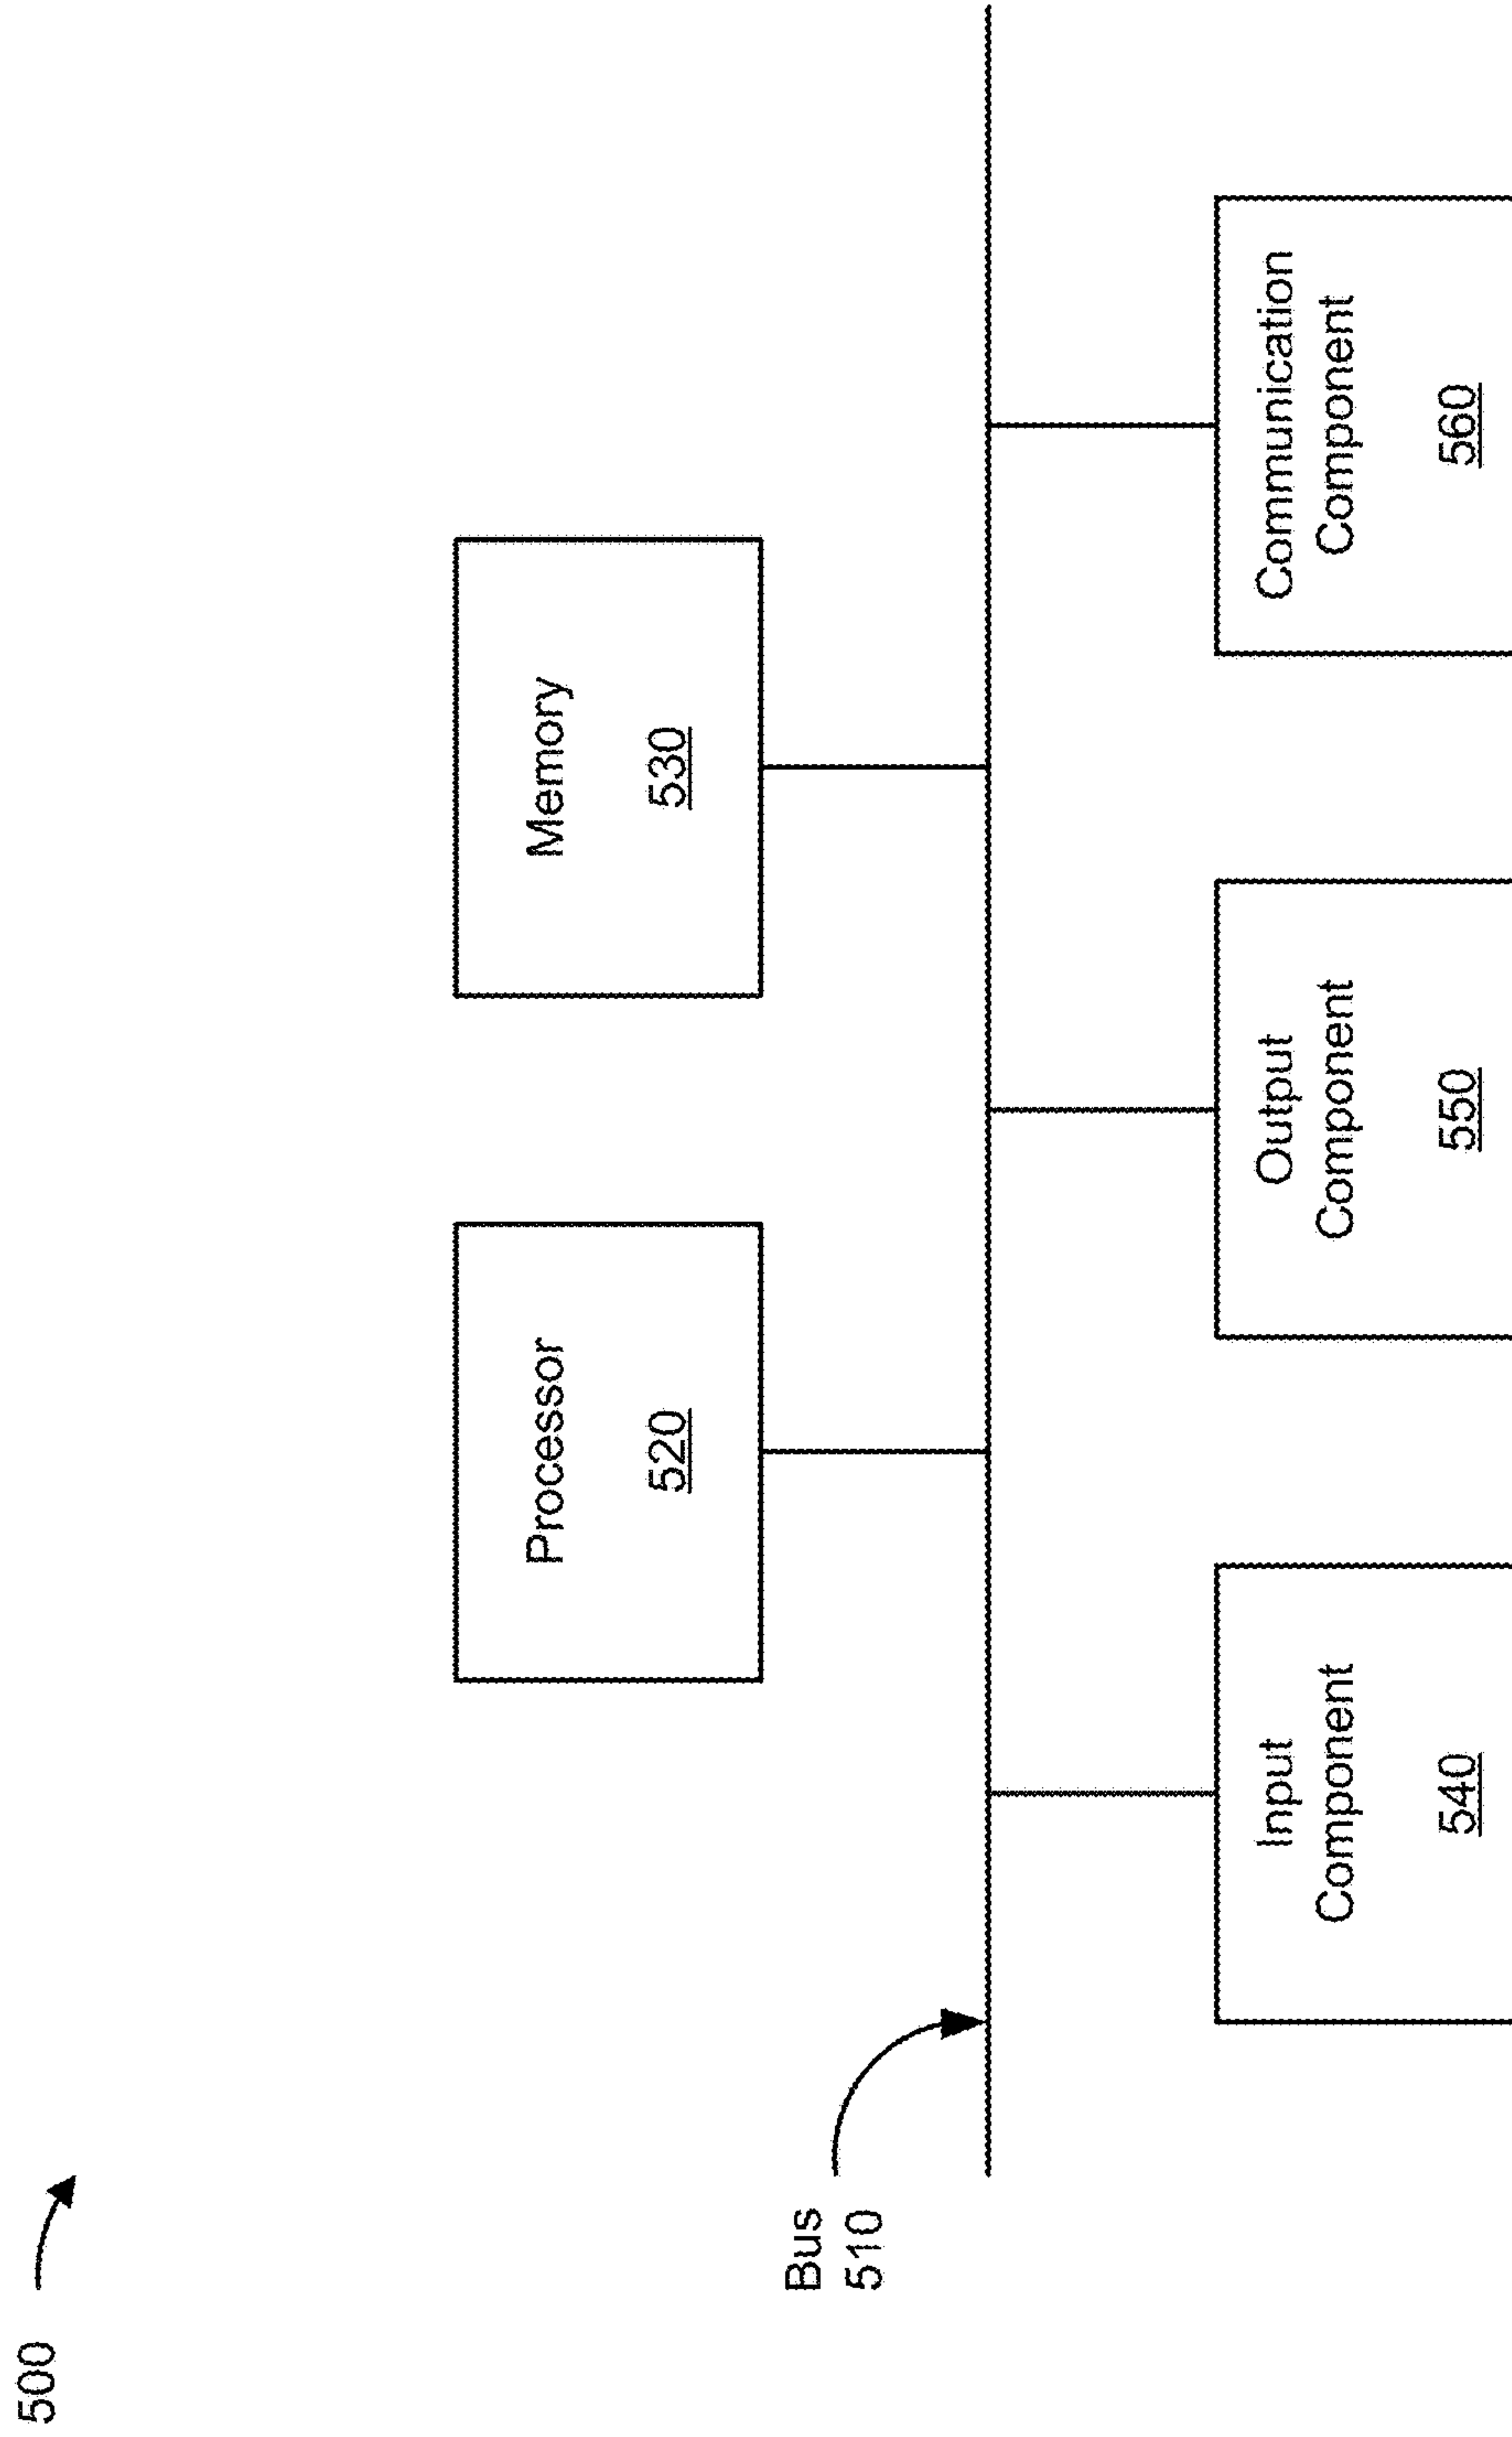 500
Processor
520
Memory
530
Bus
510
Input
Component
540
Output
Component
550
Communication
Component
560